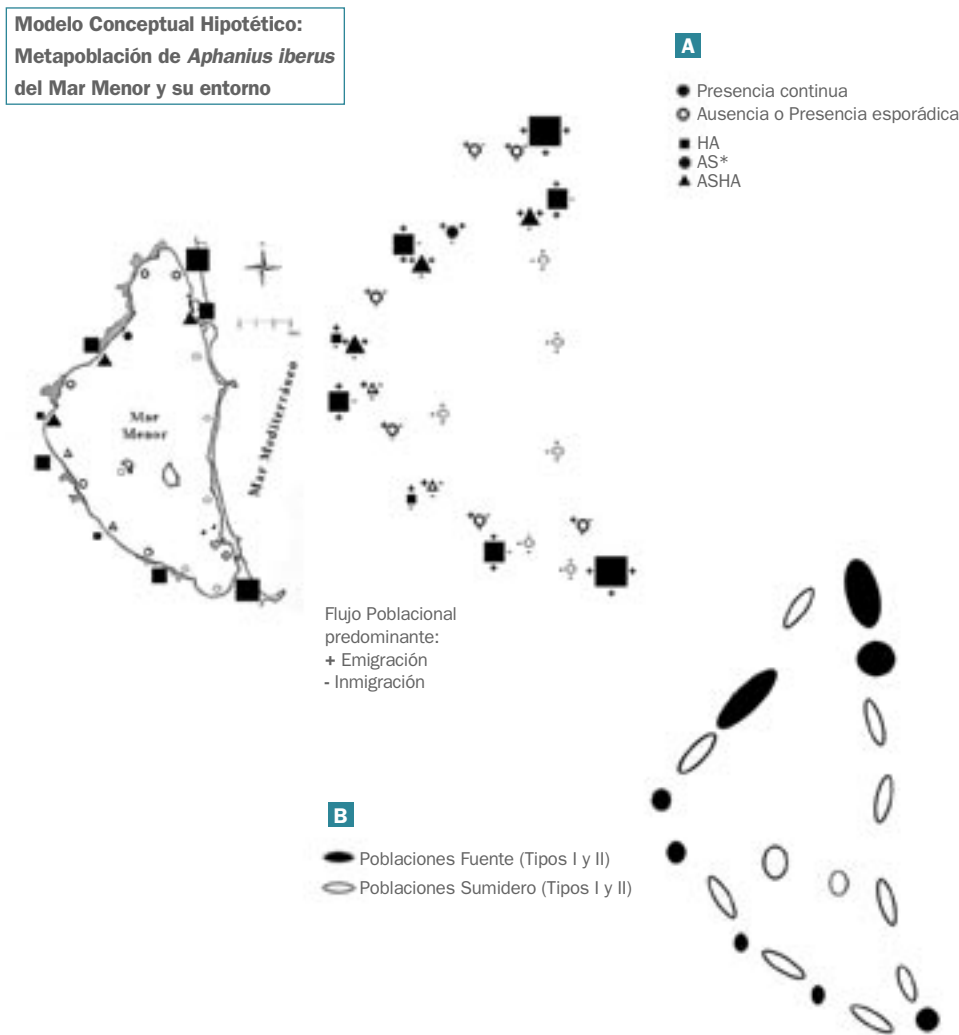 Modelo Conceptual Hipotético:
Metapoblación de Aphanius iberus
del Mar Menor y su entorno
A
Presencia continua
Ausencia o Presencia esporádica
HA
AS*
ASHA
Mar
Menor
Mar Mediterráneo
Flujo Poblacional
predominante:
+ Emigración
- Inmigración
B
Poblaciones Fuente (Tipos I y II)
Poblaciones Sumidero (Tipos I y II)